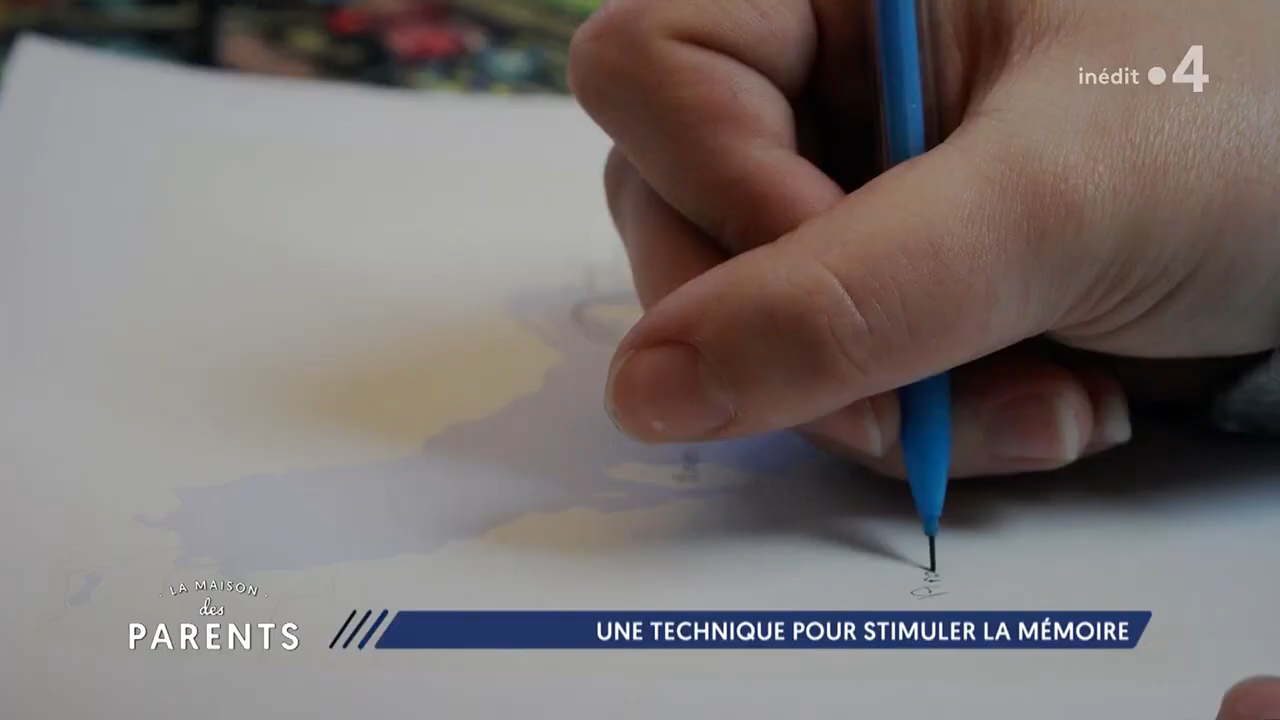 inédit 4
LA MAISON
des
PARENTS
UNE TECHNIQUE POUR STIMULER LA MÉMOIRE